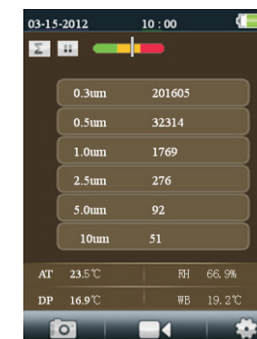 03-15-2012 10:00
Σ
0.3um 201605
0.5um 32314
1.0um 1769
2.5um 276
5.0um 92
10um 51
AT 23.5℃ RH 66.9%
DP 16.9℃ WB 19.2℃